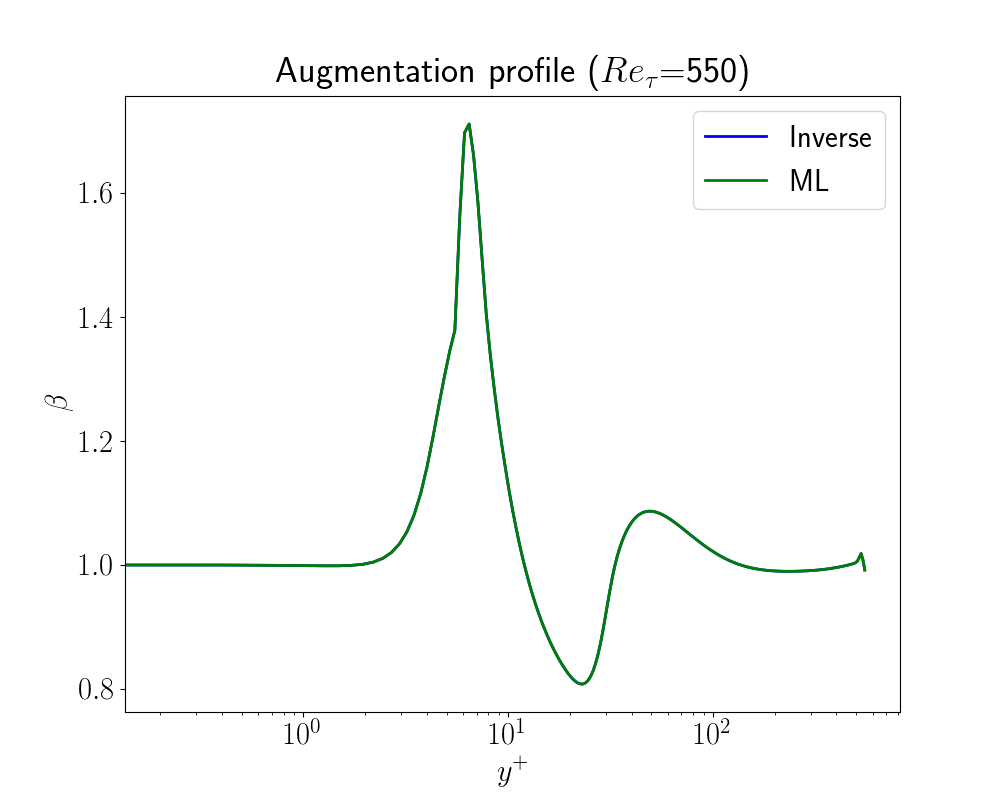 Augmentation profile (Re_τ=550)
Inverse
ML
1.6
1.4
1.2
1.0
0.8
β
10^0 10^1 10^2
y^+